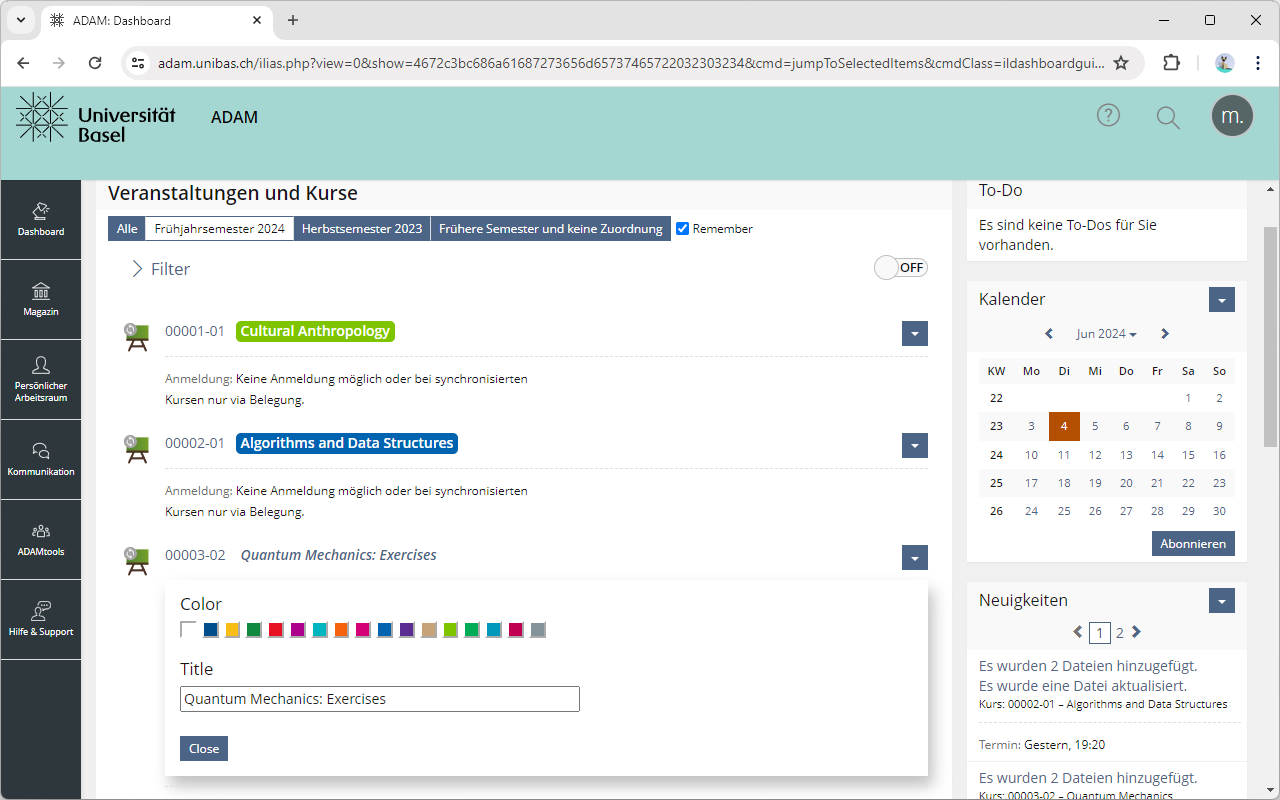 ADAM: Dashboard
adam.unibas.ch/ilias.php?view=0&show=4672c3bc686a61687273656d65737465722032303234&cmd=jumpToSelectedItems&cmdClass=ildashboardgui...
Universität
Basel
ADAM
m.
Dashboard
Magazin
Persönlicher
Arbeitsraum
Kommunikation
ADAMtools
Hilfe & Support
Veranstaltungen und Kurse
Alle
Frühjahrsemester 2024
Herbstsemester 2023
Frühere Semester und keine Zuordnung
Remember
Filter
OFF
00001-01 Cultural Anthropology
Anmeldung: Keine Anmeldung möglich oder bei synchronisierten
Kursen nur via Belegung.
00002-01 Algorithms and Data Structures
Anmeldung: Keine Anmeldung möglich oder bei synchronisierten
Kursen nur via Belegung.
00003-02 Quantum Mechanics: Exercises
Color
Title
Quantum Mechanics: Exercises
Close
To-Do
Es sind keine To-Dos für Sie
vorhanden.
Kalender
Jun 2024
KW Mo Di Mi Do Fr Sa So
22 1 2
23 3 4 5 6 7 8 9
24 10 11 12 13 14 15 16
25 17 18 19 20 21 22 23
26 24 25 26 27 28 29 30
Abonnieren
Neuigkeiten
1 2
Es wurden 2 Dateien hinzugefügt.
Es wurde eine Datei aktualisiert.
Kurs: 00002-01 – Algorithms and Data Structures
Termin: Gestern, 19:20
Es wurden 2 Dateien hinzugefügt.
Kurs: 00003-02 – Quantum Mechanics